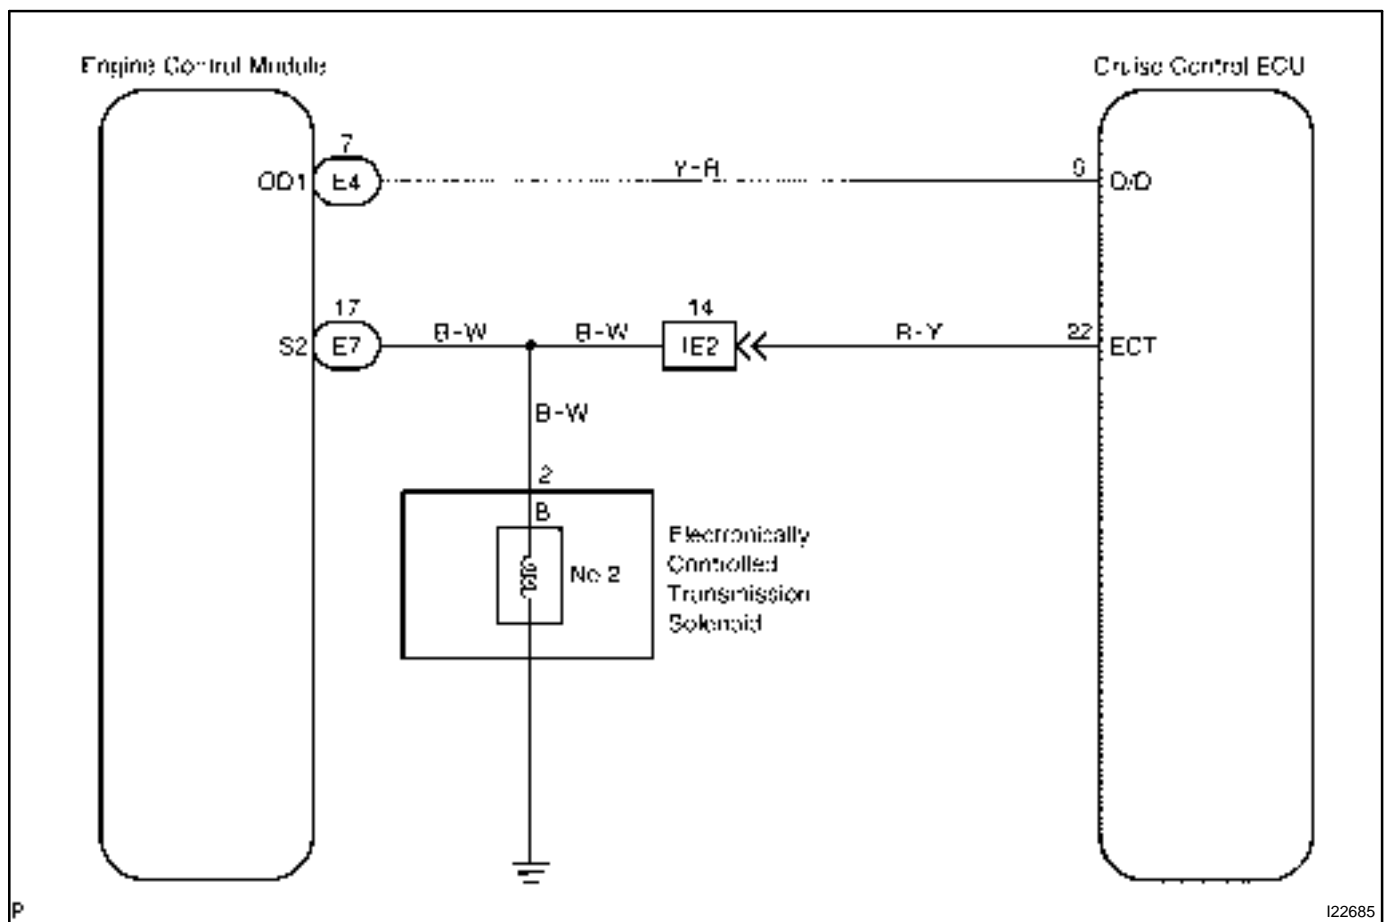 Engine Control Module
Cruise Control ECU
7
OD1
E4
Y-R
O/D
17
S2
E7
B-W
B-W
14
IE2
22
ECT
B-W
2
B
No 2
Electronically
Controlled
Transmission
Solenoid
P
I22685